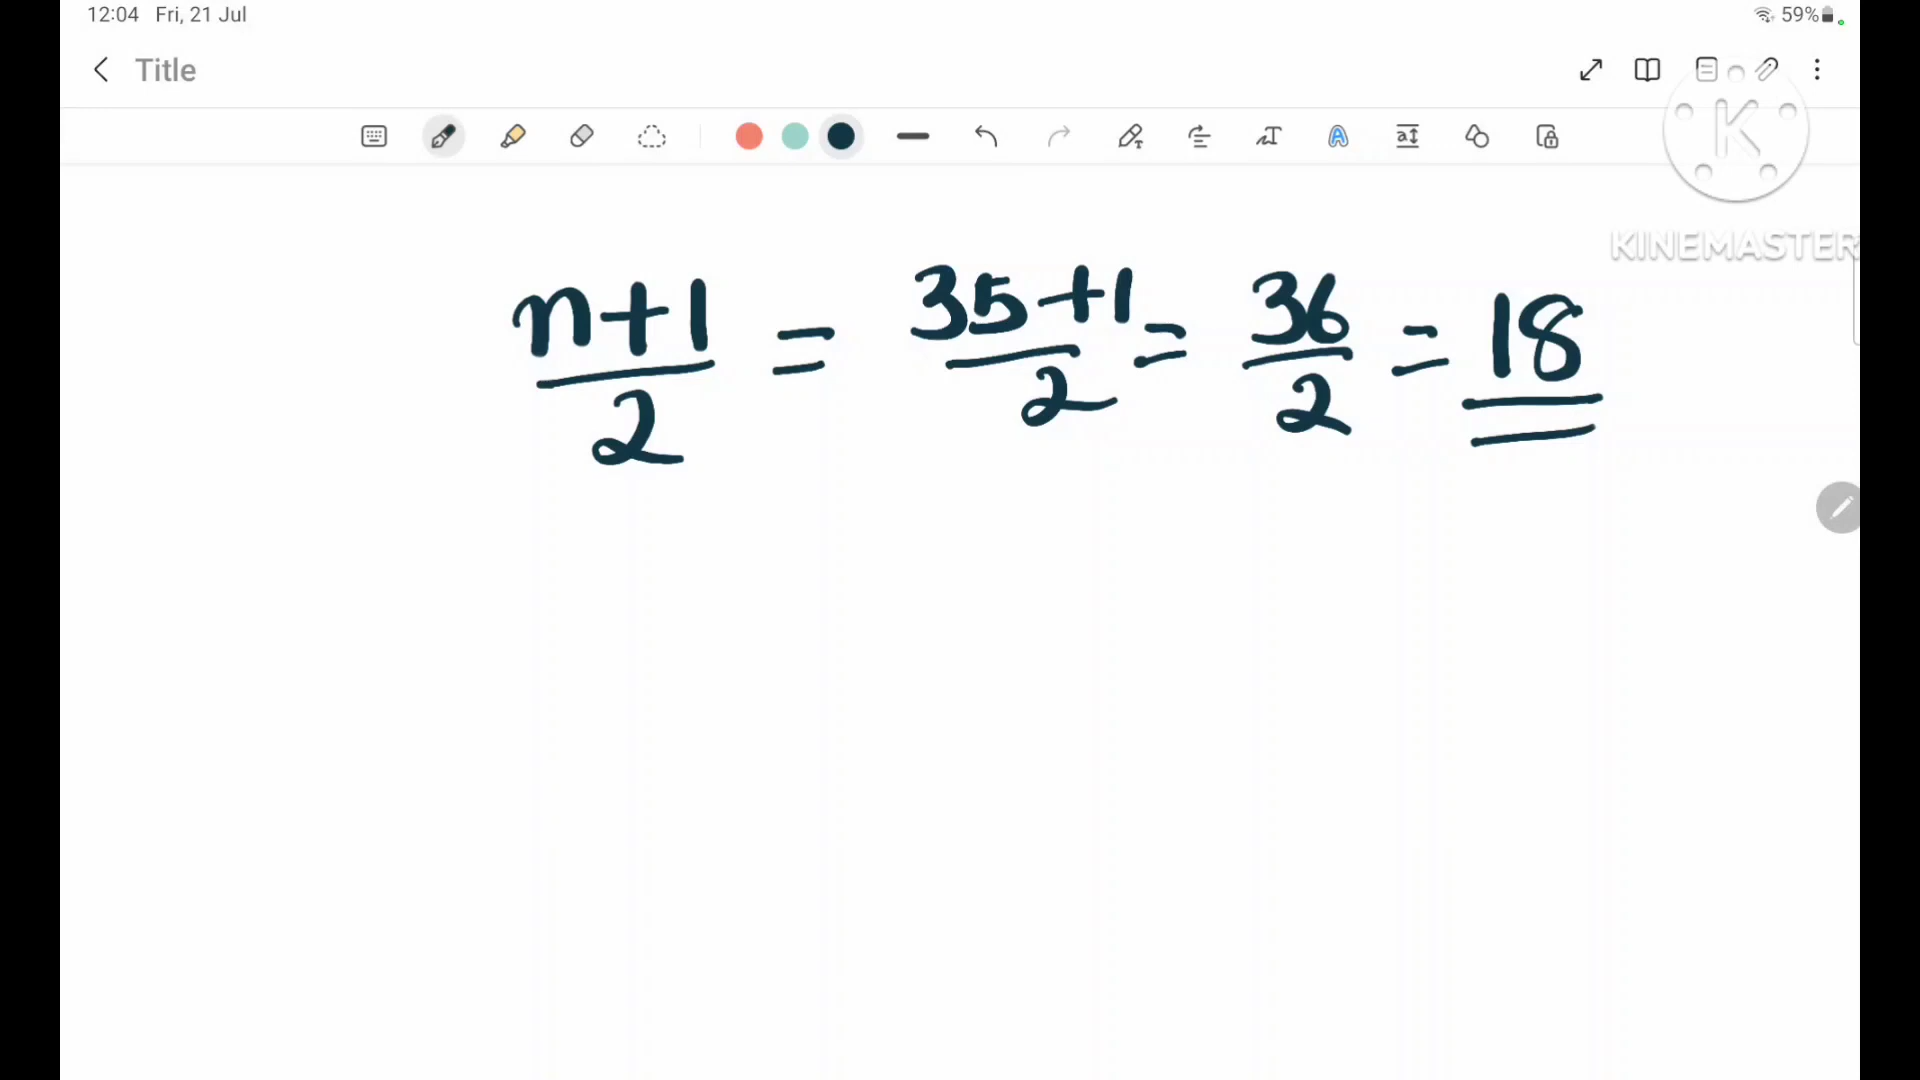 12:04 Fri, 21 Jul 59%
Title
K
KINEMASTER
n+1/2 = 35+1/2 = 36/2 = 18